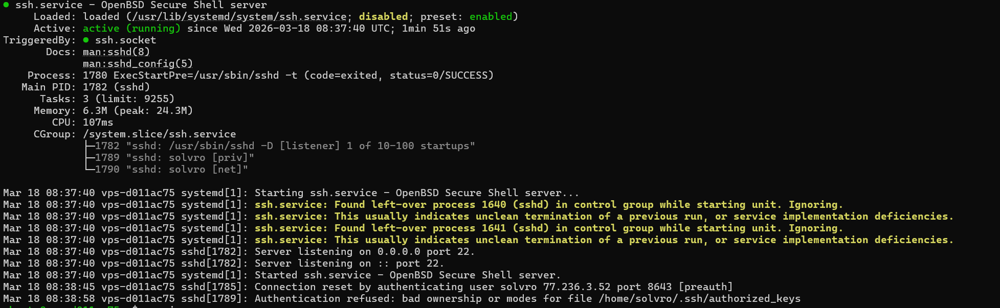 ● ssh.service - OpenBSD Secure Shell server
Loaded: loaded (/usr/lib/systemd/system/ssh.service; disabled; preset: enabled)
Active: active (running) since Wed 2026-03-18 08:37:40 UTC; 1min 51s ago
TriggeredBy: ● ssh.socket
Docs: man:sshd(8)
man:sshd_config(5)
Process: 1780 ExecStartPre=/usr/sbin/sshd -t (code=exited, status=0/SUCCESS)
Main PID: 1782 (sshd)
Tasks: 3 (limit: 9255)
Memory: 6.3M (peak: 24.3M)
CPU: 107ms
CGroup: /system.slice/ssh.service
├─1782 "sshd: /usr/sbin/sshd -D [listener] 1 of 10-100 startups"
├─1789 "sshd: solvro [priv]"
└─1790 "sshd: solvro [net]"
Mar 18 08:37:40 vps-d011ac75 systemd[1]: Starting ssh.service - OpenBSD Secure Shell server...
Mar 18 08:37:40 vps-d011ac75 systemd[1]: ssh.service: Found left-over process 1640 (sshd) in control group while starting unit. Ignoring.
Mar 18 08:37:40 vps-d011ac75 systemd[1]: ssh.service: This usually indicates unclean termination of a previous run, or service implementation deficiencies.
Mar 18 08:37:40 vps-d011ac75 systemd[1]: ssh.service: Found left-over process 1641 (sshd) in control group while starting unit. Ignoring.
Mar 18 08:37:40 vps-d011ac75 systemd[1]: ssh.service: This usually indicates unclean termination of a previous run, or service implementation deficiencies.
Mar 18 08:37:40 vps-d011ac75 sshd[1782]: Server listening on 0.0.0.0 port 22.
Mar 18 08:37:40 vps-d011ac75 sshd[1782]: Server listening on :: port 22.
Mar 18 08:37:40 vps-d011ac75 systemd[1]: Started ssh.service - OpenBSD Secure Shell server.
Mar 18 08:38:45 vps-d011ac75 sshd[1785]: Connection reset by authenticating user solvro 77.236.3.52 port 8643 [preauth]
Mar 18 08:38:58 vps-d011ac75 sshd[1789]: Authentication refused: bad ownership or modes for file /home/solvro/.ssh/authorized_keys